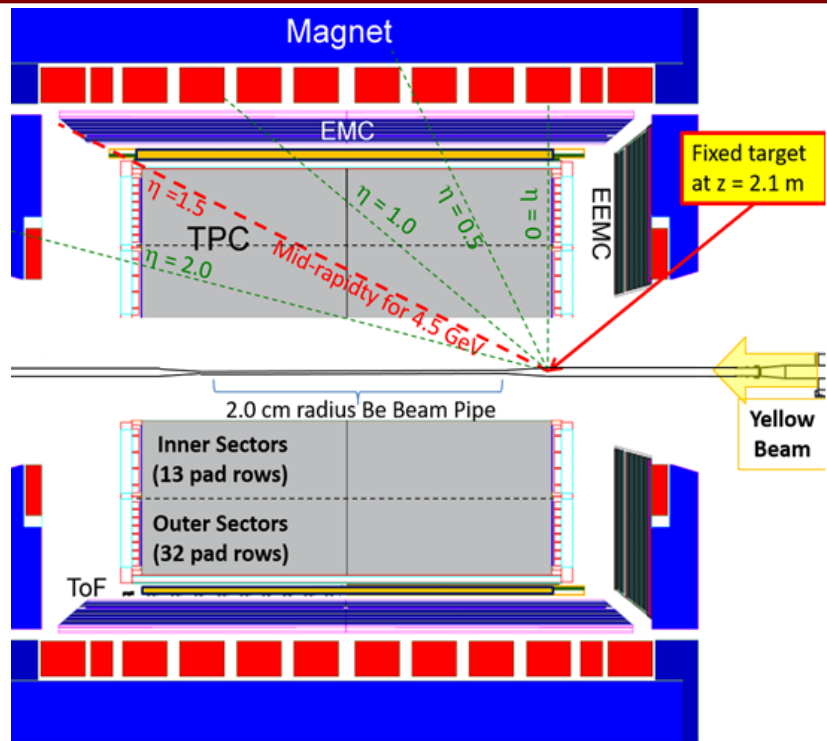 Magnet
EMC
Fixed target
at z = 2.1 m
EEMC
η =1.5
η = 1.0
η = 0.5
η = 0
TPC
η = 2.0
Mid-rapidty for 4.5 GeV
2.0 cm radius Be Beam Pipe
Yellow
Beam
Inner Sectors
(13 pad rows)
Outer Sectors
(32 pad rows)
ToF